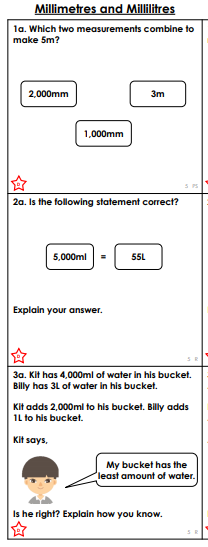 Millimetres and Millilitres
1a. Which two measurements combine to
make 5m?
2,000mm
3m
1,000mm
D
5 PS
2a. Is the following statement correct?
5,000ml = 55L
Explain your answer.
D
5 R
3a. Kit has 4,000ml of water in his bucket.
Billy has 3L of water in his bucket.
Kit adds 2,000ml to his bucket. Billy adds
1L to his bucket.
Kit says,
My bucket has the
least amount of water.
Is he right? Explain how you know.
D
5 R